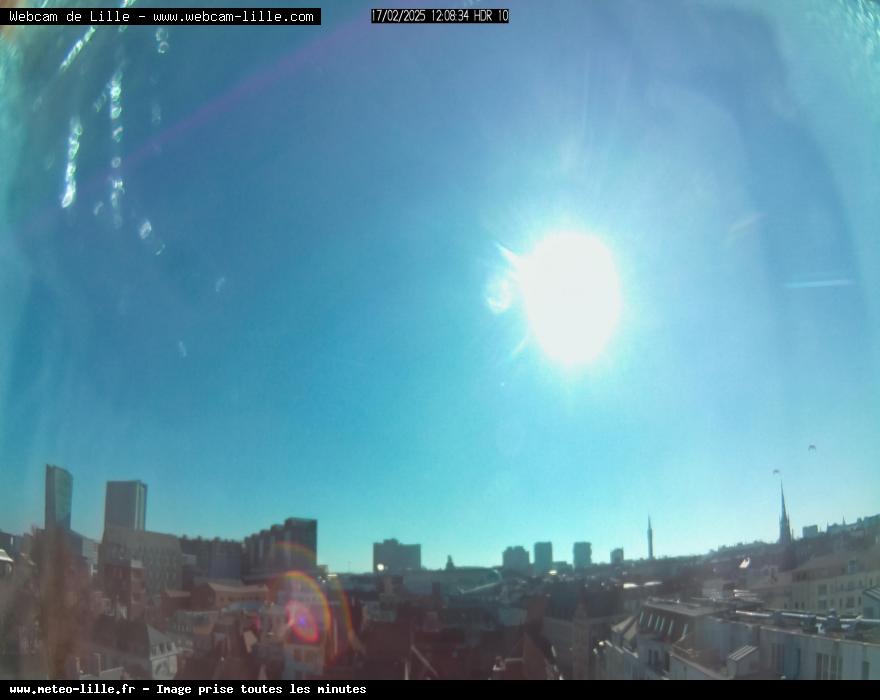 Webcam de Lille - www.webcam-lille.com
17/02/2025 12:08:34 HDR 10
www.meteo-lille.fr - Image prise toutes les minutes